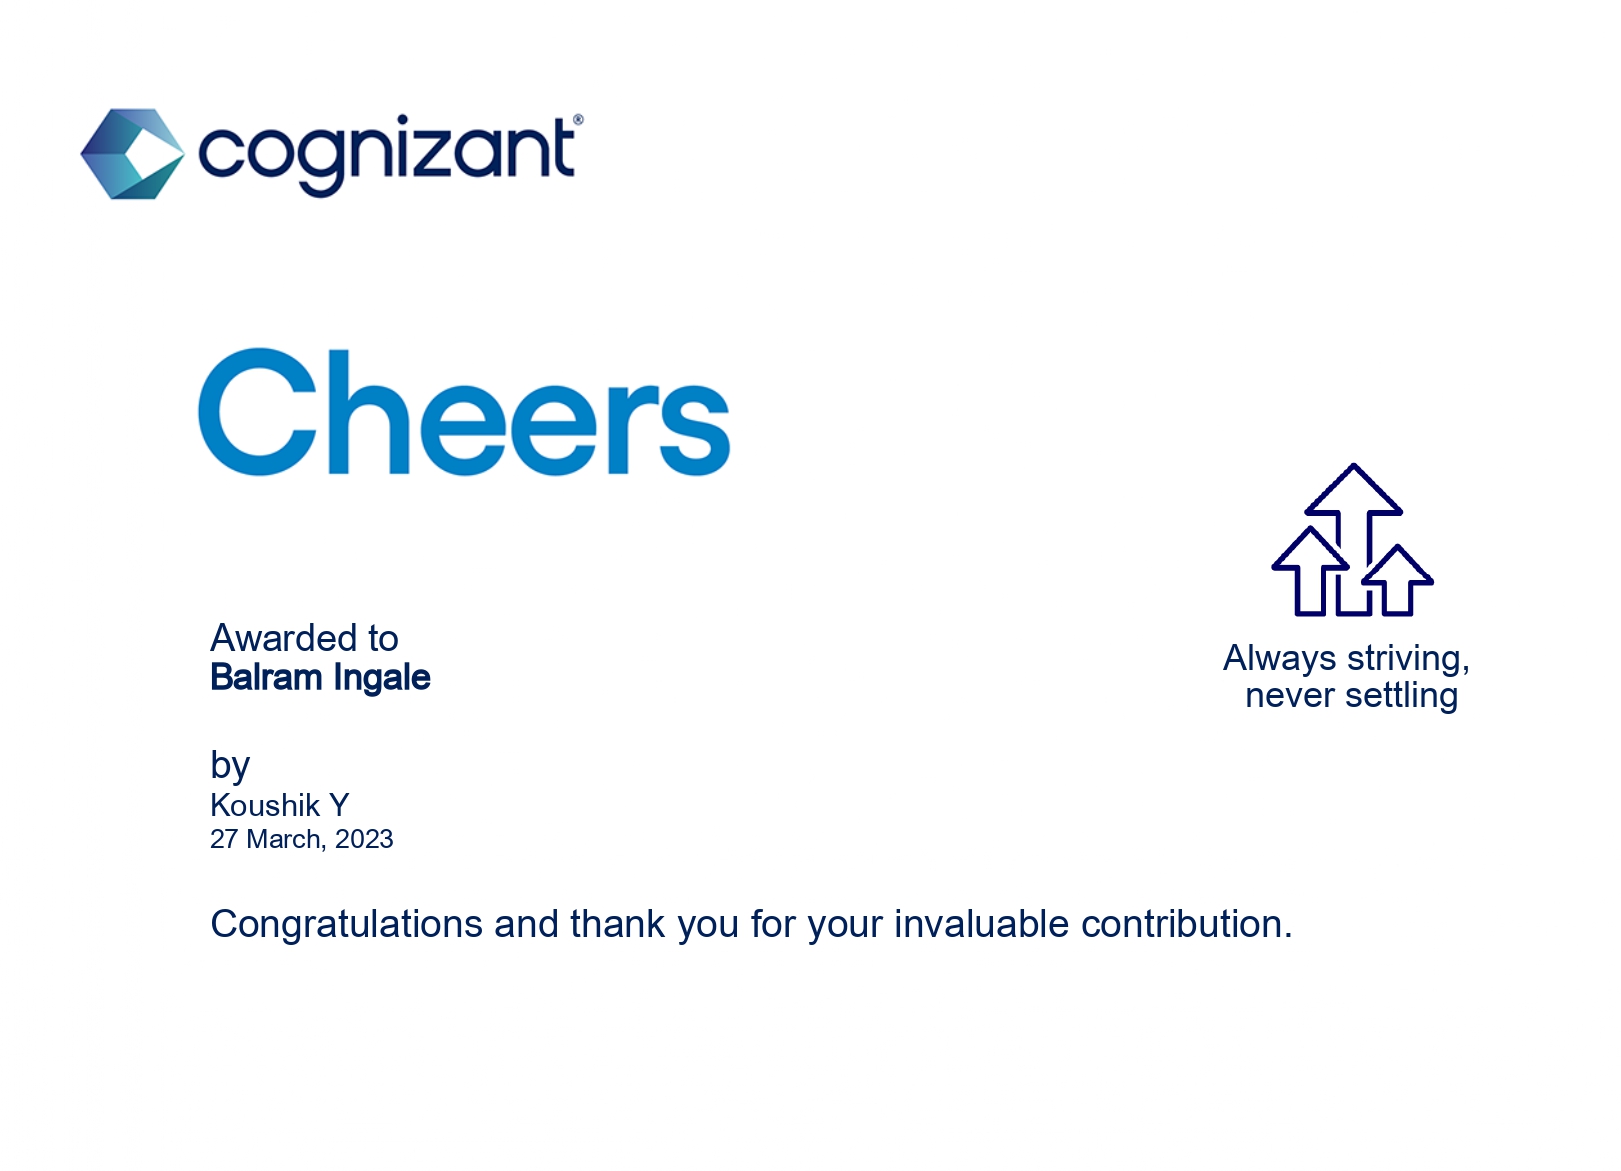 cognizant®
Cheers
Awarded to
Balram Ingale
by
Koushik Y
27 March, 2023
Always striving,
never settling
Congratulations and thank you for your invaluable contribution.